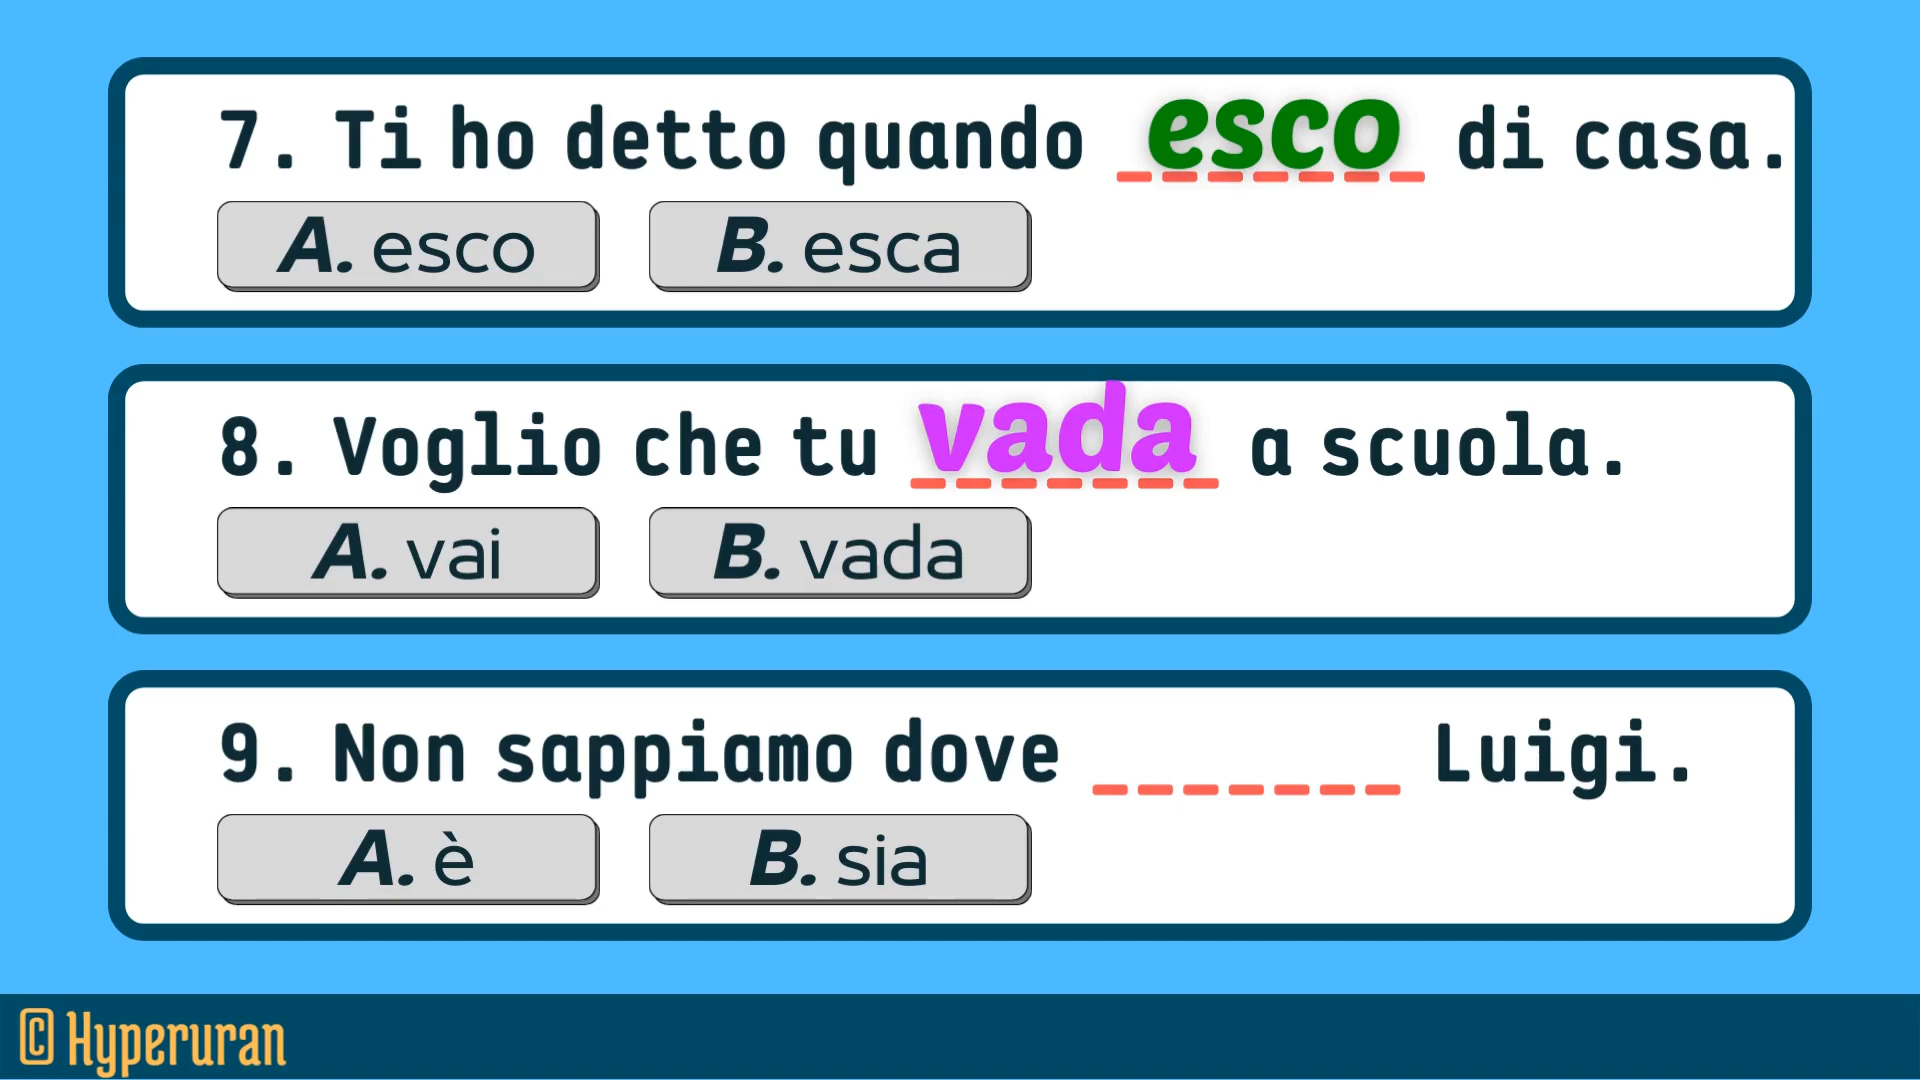 7. Ti ho detto quando esco di casa.
A. esco B. esca
8. Voglio che tu vada a scuola.
A. vai B. vada
9. Non sappiamo dove _______ Luigi.
A. è B. sia
© Hyperuran